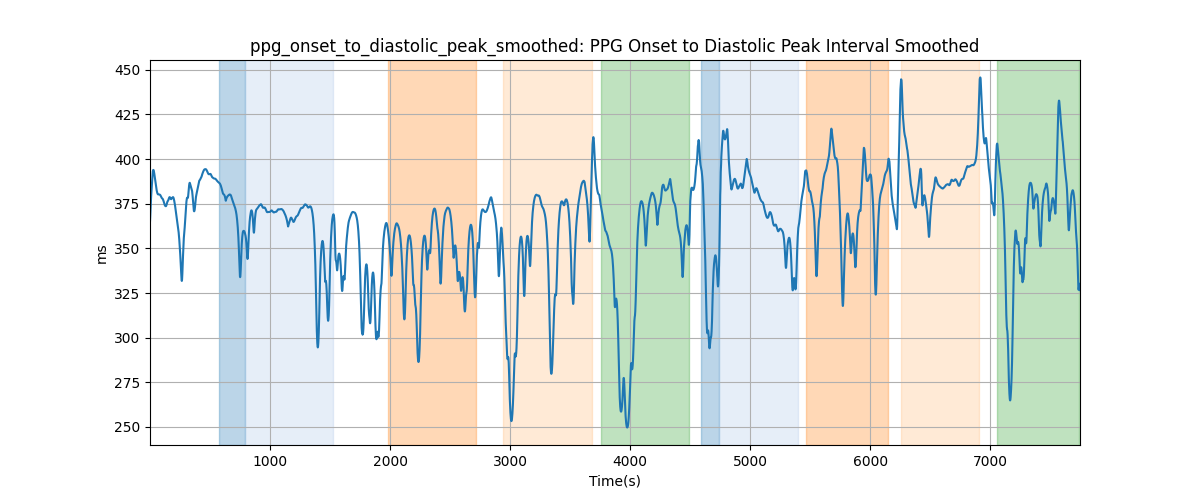 ppg_onset_to_diastolic_peak_smoothed: PPG Onset to Diastolic Peak Interval Smoothed
450
425
400
375
350
325
300
275
250
ms
1000 2000 3000 4000 5000 6000 7000
Time(s)